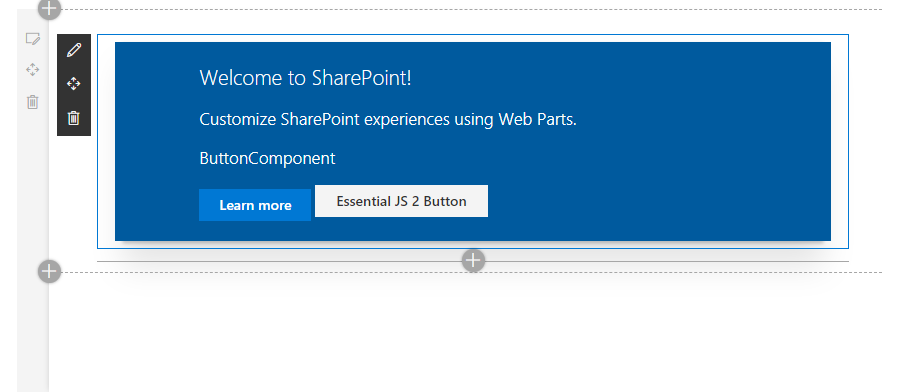 Welcome to SharePoint!
Customize SharePoint experiences using Web Parts.
ButtonComponent
Learn more
Essential JS 2 Button